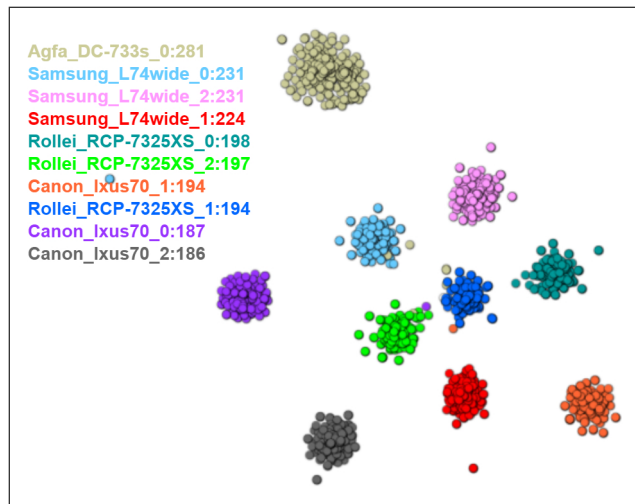 Agfa_DC-733s_0:281
Samsung_L74wide_0:231
Samsung_L74wide_2:231
Samsung_L74wide_1:224
Rollei_RCP-7325XS_0:198
Rollei_RCP-7325XS_2:197
Canon_Ixus70_1:194
Rollei_RCP-7325XS_1:194
Canon_Ixus70_0:187
Canon_Ixus70_2:186